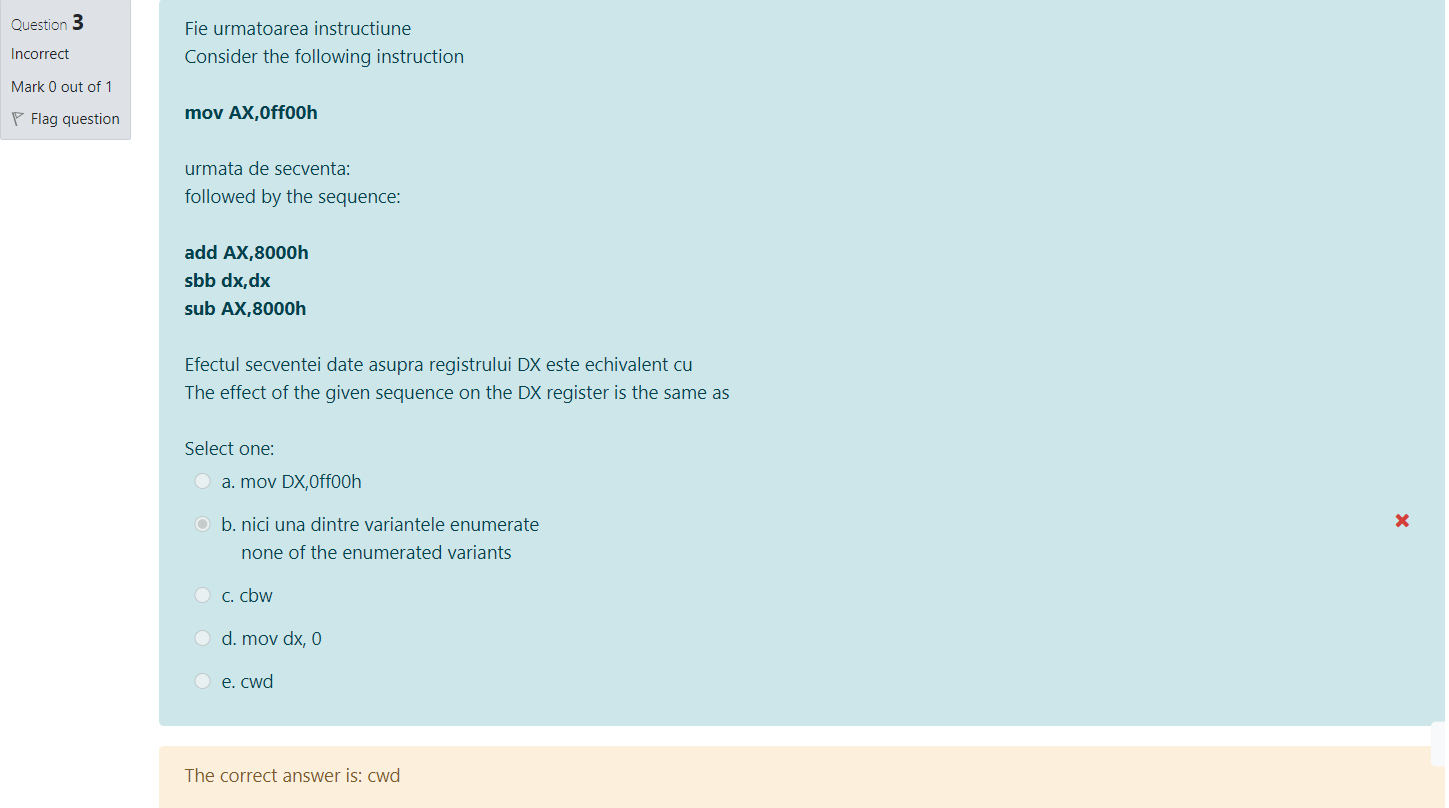 Question 3
Incorrect
Mark 0 out of 1
Flag question
Fie urmatoarea instructiune
Consider the following instruction
mov AX,0ff00h
urmata de secventa:
followed by the sequence:
add AX,8000h
sbb dx,dx
sub AX,8000h
Efectul secventei date asupra registrului DX este echivalent cu
The effect of the given sequence on the DX register is the same as
Select one:
a. mov DX,0ff00h
b. nici una dintre variantele enumerate
none of the enumerated variants
c. cbw
d. mov dx, 0
e. cwd
The correct answer is: cwd